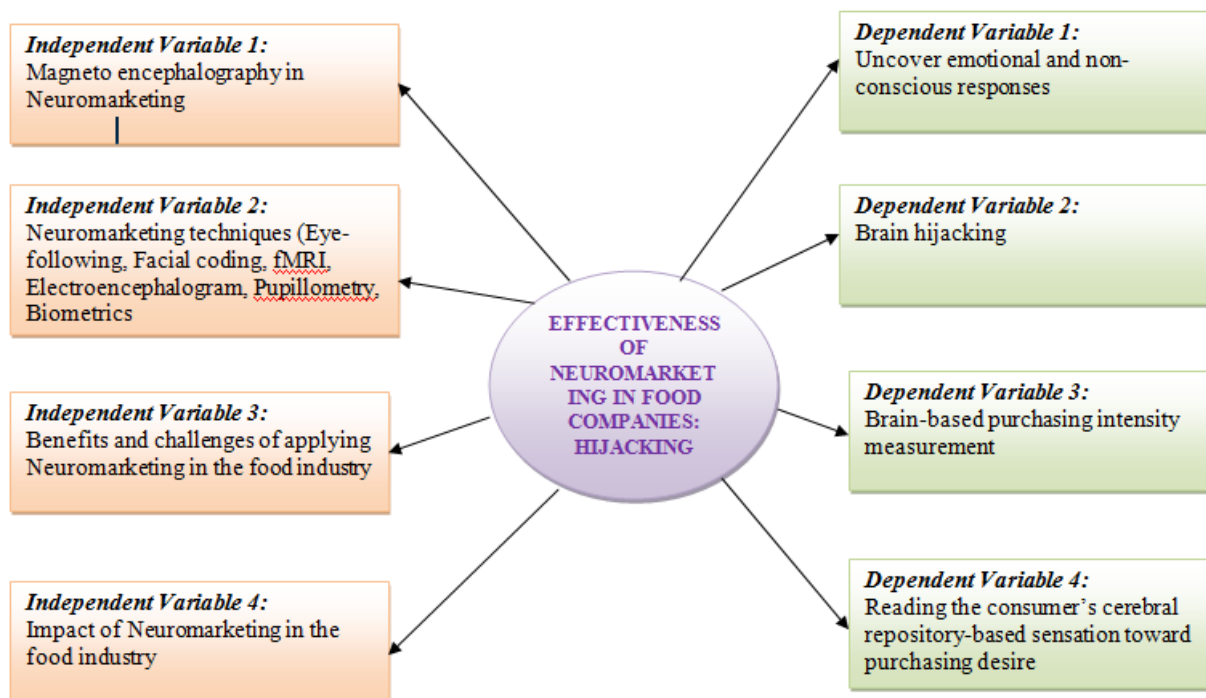 Independent Variable 1:
Magneto encephalography in
Neuromarketing
Independent Variable 2:
Neuromarketing techniques (Eye-
following, Facial coding, fMRI,
Electroencephalogram, Pupillometry,
Biometrics
Independent Variable 3:
Benefits and challenges of applying
Neuromarketing in the food industry
Independent Variable 4:
Impact of Neuromarketing in the
food industry
EFFECTIVENESS
OF
NEUROMARKET
ING IN FOOD
COMPANIES:
HIJACKING
Dependent Variable 1:
Uncover emotional and non-
conscious responses
Dependent Variable 2:
Brain hijacking
Dependent Variable 3:
Brain-based purchasing intensity
measurement
Dependent Variable 4:
Reading the consumer’s cerebral
repository-based sensation toward
purchasing desire